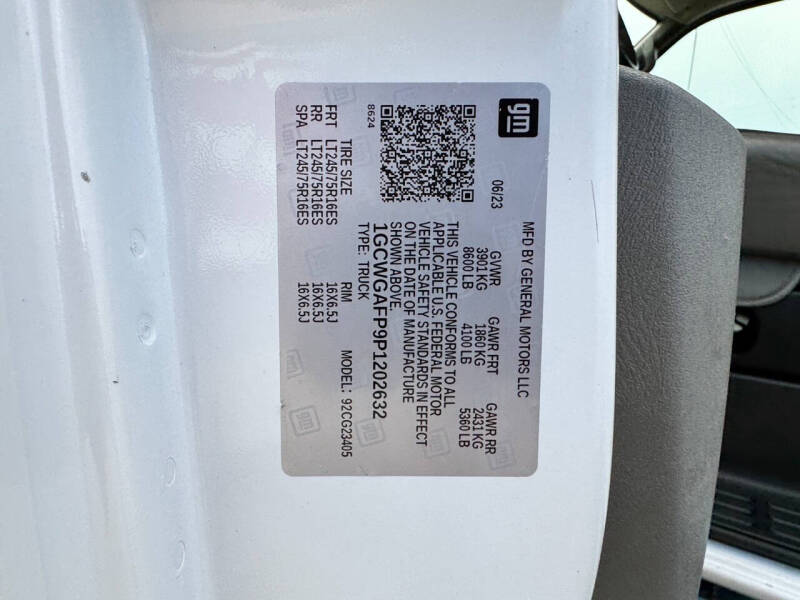 gm
MFD BY GENERAL MOTORS LLC
06/23
GVWR GAWR FRT GAWR RR
3901 KG 1860 KG 2431 KG
8600 LB 4100 LB 5360 LB
THIS VEHICLE CONFORMS TO ALL
APPLICABLE U.S. FEDERAL MOTOR
VEHICLE SAFETY STANDARDS IN EFFECT
ON THE DATE OF MANUFACTURE
SHOWN ABOVE.
1GCWGAFP9P1202632
TYPE: TRUCK
8624
MODEL: 92CG23405
TIRE SIZE RIM
FRT LT245/75R16ES 16X6.5J
RR LT245/75R16ES 16X6.5J
SPA LT245/75R16ES 16X6.5J